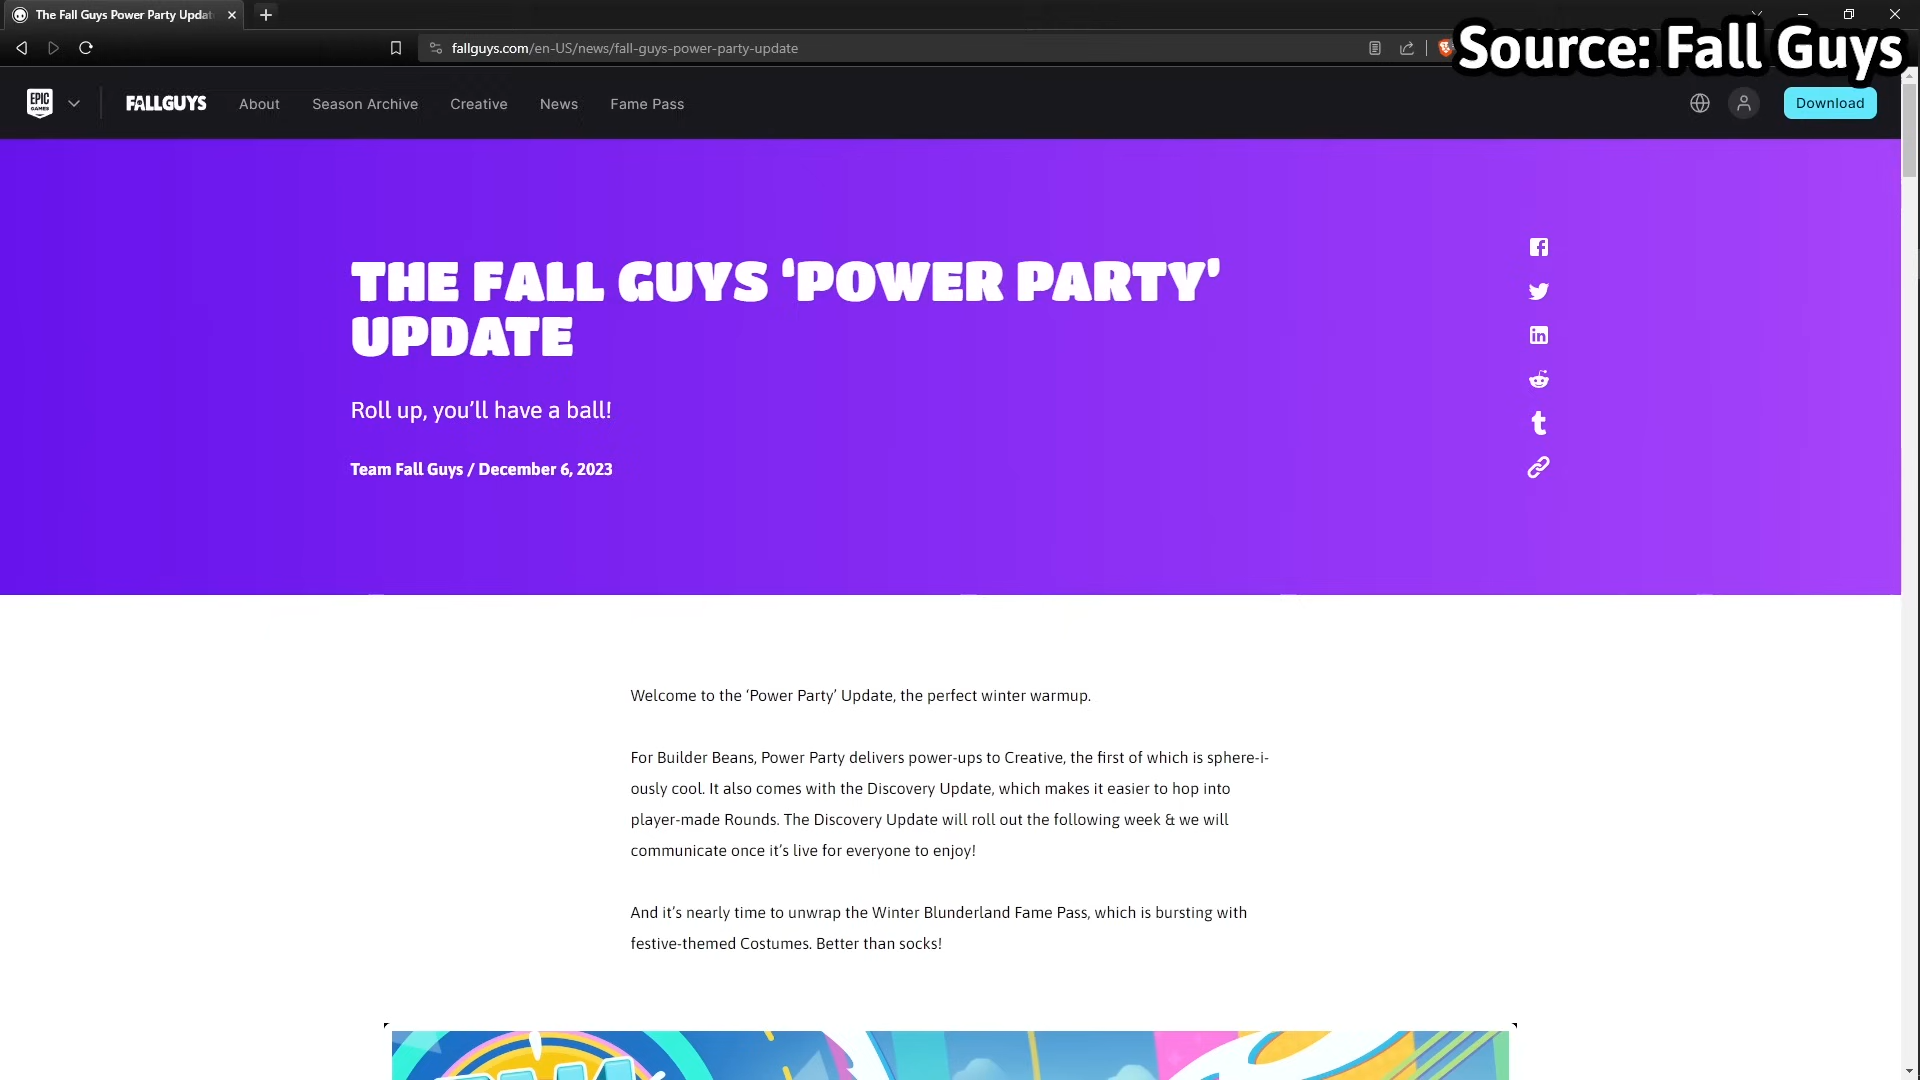 The Fall Guys Power Party Updat
fallguys.com/en-US/news/fall-guys-power-party-update
Source: Fall Guys
EPIC GAMES
FALLGUYS
About
Season Archive
Creative
News
Fame Pass
Download
THE FALL GUYS ‘POWER PARTY’
UPDATE
Roll up, you’ll have a ball!
Team Fall Guys / December 6, 2023
Welcome to the ‘Power Party’ Update, the perfect winter warmup.
For Builder Beans, Power Party delivers power-ups to Creative, the first of which is sphere-i-
ously cool. It also comes with the Discovery Update, which makes it easier to hop into
player-made Rounds. The Discovery Update will roll out the following week & we will
communicate once it’s live for everyone to enjoy!
And it’s nearly time to unwrap the Winter Blunderland Fame Pass, which is bursting with
festive-themed Costumes. Better than socks!